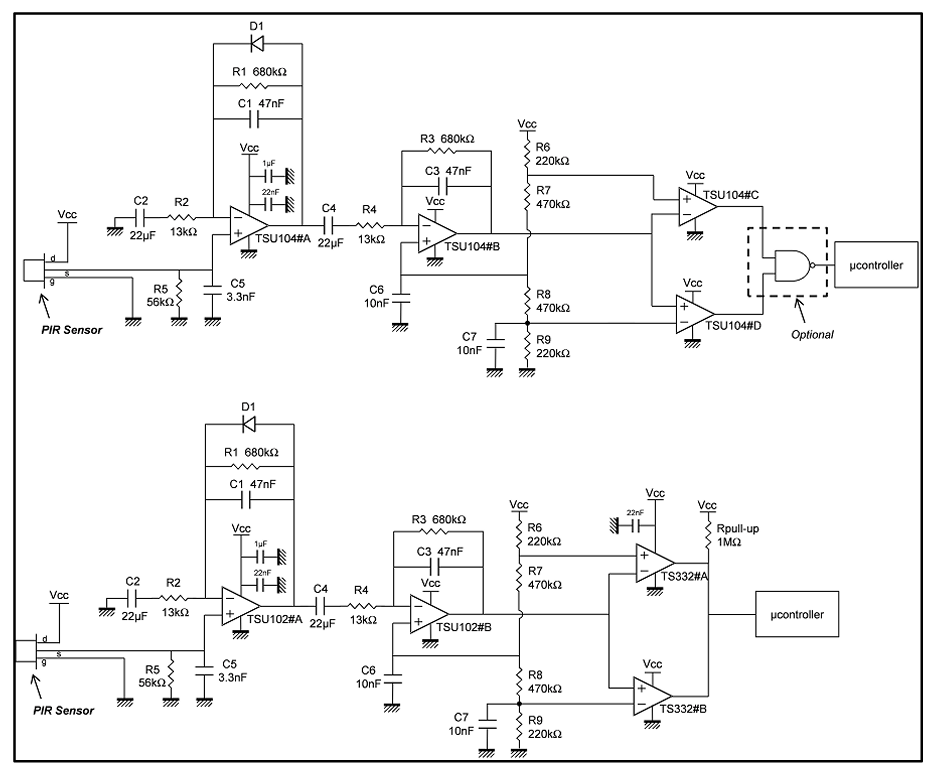 D1
R1 680kΩ
C1 47nF
Vcc
1µF
22nF
C2
22µF
R2
13kΩ
TSU104#A
C4
22µF
R4
13kΩ
R3 680kΩ
C3 47nF
Vcc
TSU104#B
Vcc
R6
220kΩ
R7
470kΩ
Vcc
TSU104#C
Vcc
d
s
g
R5
56kΩ
C5
3.3nF
PIR Sensor
C6
10nF
R8
470kΩ
C7
10nF
R9
220kΩ
Vcc
TSU104#D
Optional
µcontroller
D1
R1 680kΩ
C1 47nF
Vcc
1µF
22nF
C2
22µF
R2
13kΩ
TSU102#A
C4
22µF
R4
13kΩ
R3 680kΩ
C3 47nF
Vcc
TSU102#B
Vcc
R6
220kΩ
R7
470kΩ
Vcc
22nF
TS332#A
Vcc
Rpull-up
1MΩ
µcontroller
Vcc
d
s
g
R5
56kΩ
C5
3.3nF
PIR Sensor
C6
10nF
R8
470kΩ
C7
10nF
R9
220kΩ
Vcc
TS332#B